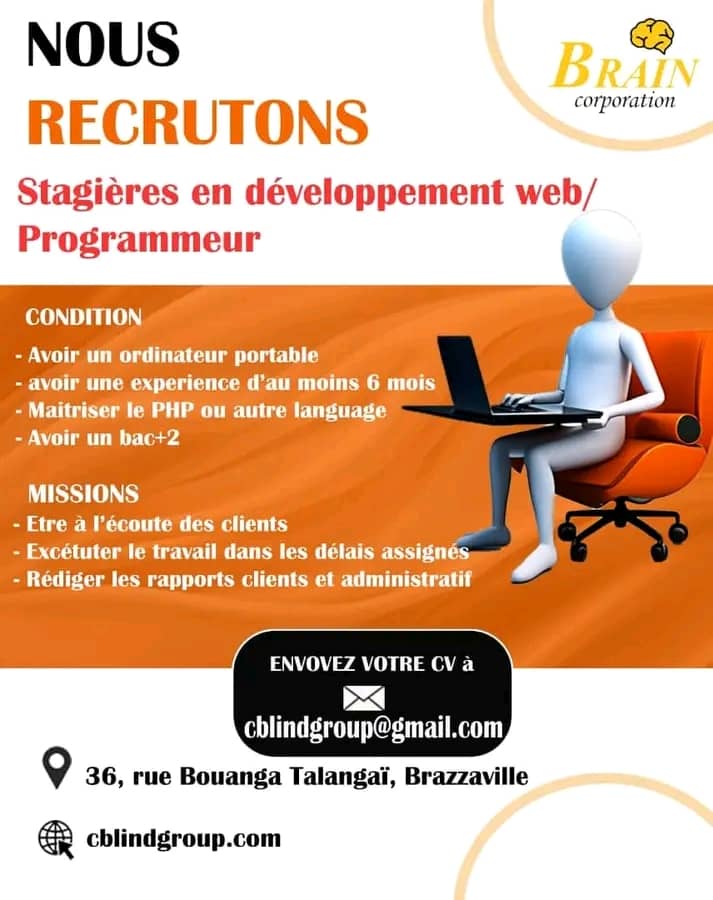 NOUS
RECRUTONS
BRAIN
corporation
Stagières en développement web/
Programmeur
CONDITION
- Avoir un ordinateur portable
- avoir une experience d'au moins 6 mois
- Maitriser le PHP ou autre language
- Avoir un bac+2
MISSIONS
- Etre à l'écoute des clients
- Excétuter le travail dans les délais assignés
- Rédiger les rapports clients et administratif
ENVOVEZ VOTRE CV à
cblindgroup@gmail.com
36, rue Bouanga Talangaï, Brazzaville
cblindgroup.com